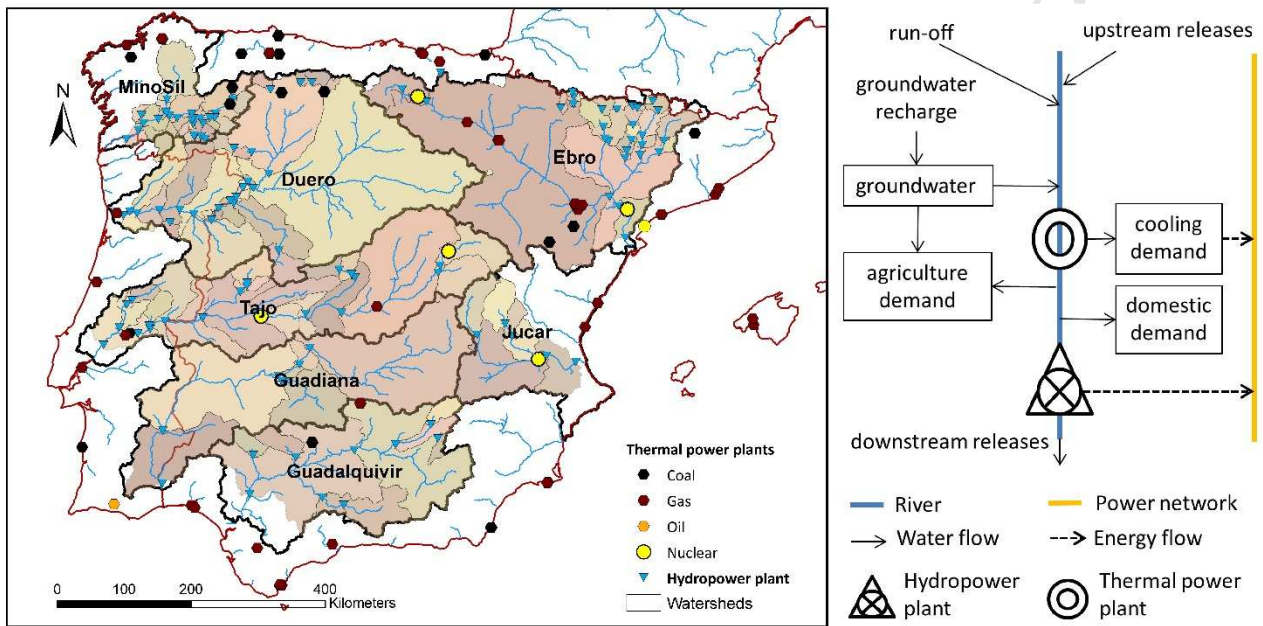 N
MinoSil
Duero
Ebro
Tajo
Jucar
Guadiana
Guadalquivir
Thermal power plants
Coal
Gas
Oil
Nuclear
Hydropower plant
Watersheds
0 100 200 400
Kilometers
run-off
upstream releases
groundwater
recharge
groundwater
cooling
demand
agriculture
demand
domestic
demand
downstream releases
River
Power network
Water flow
Energy flow
Hydropower
plant
Thermal power
plant